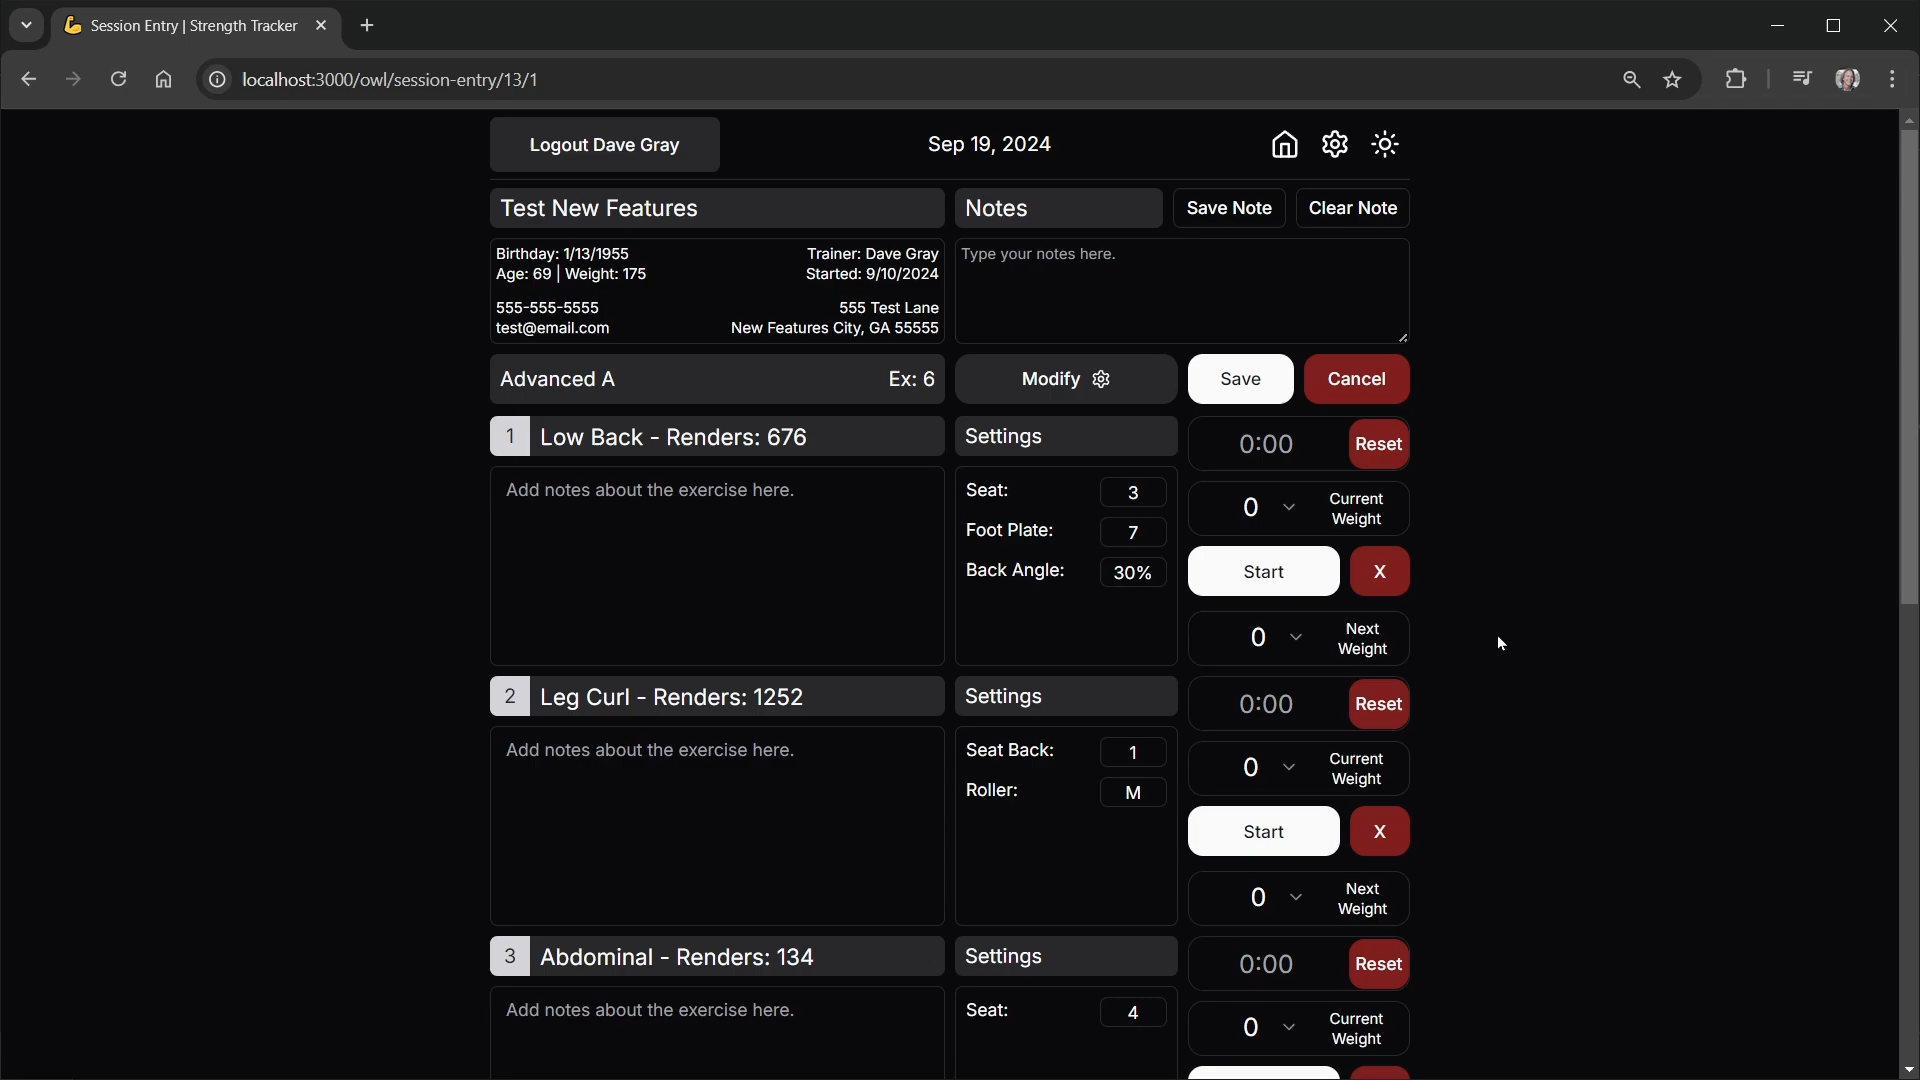 Session Entry | Strength Tracker
localhost:3000/owl/session-entry/13/1
Logout Dave Gray
Sep 19, 2024
Test New Features
Notes
Save Note
Clear Note
Birthday: 1/13/1955
Trainer: Dave Gray
Age: 69 | Weight: 175
Started: 9/10/2024
555-555-5555
555 Test Lane
test@email.com
New Features City, GA 55555
Type your notes here.
Advanced A
Ex: 6
Modify
Save
Cancel
1
Low Back - Renders: 676
Settings
0:00
Reset
Add notes about the exercise here.
Seat:
3
Foot Plate:
7
Back Angle:
30%
0
Current
Weight
Start
X
0
Next
Weight
2
Leg Curl - Renders: 1252
Settings
0:00
Reset
Add notes about the exercise here.
Seat Back:
1
Roller:
M
0
Current
Weight
Start
X
0
Next
Weight
3
Abdominal - Renders: 134
Settings
0:00
Reset
Add notes about the exercise here.
Seat:
4
0
Current
Weight